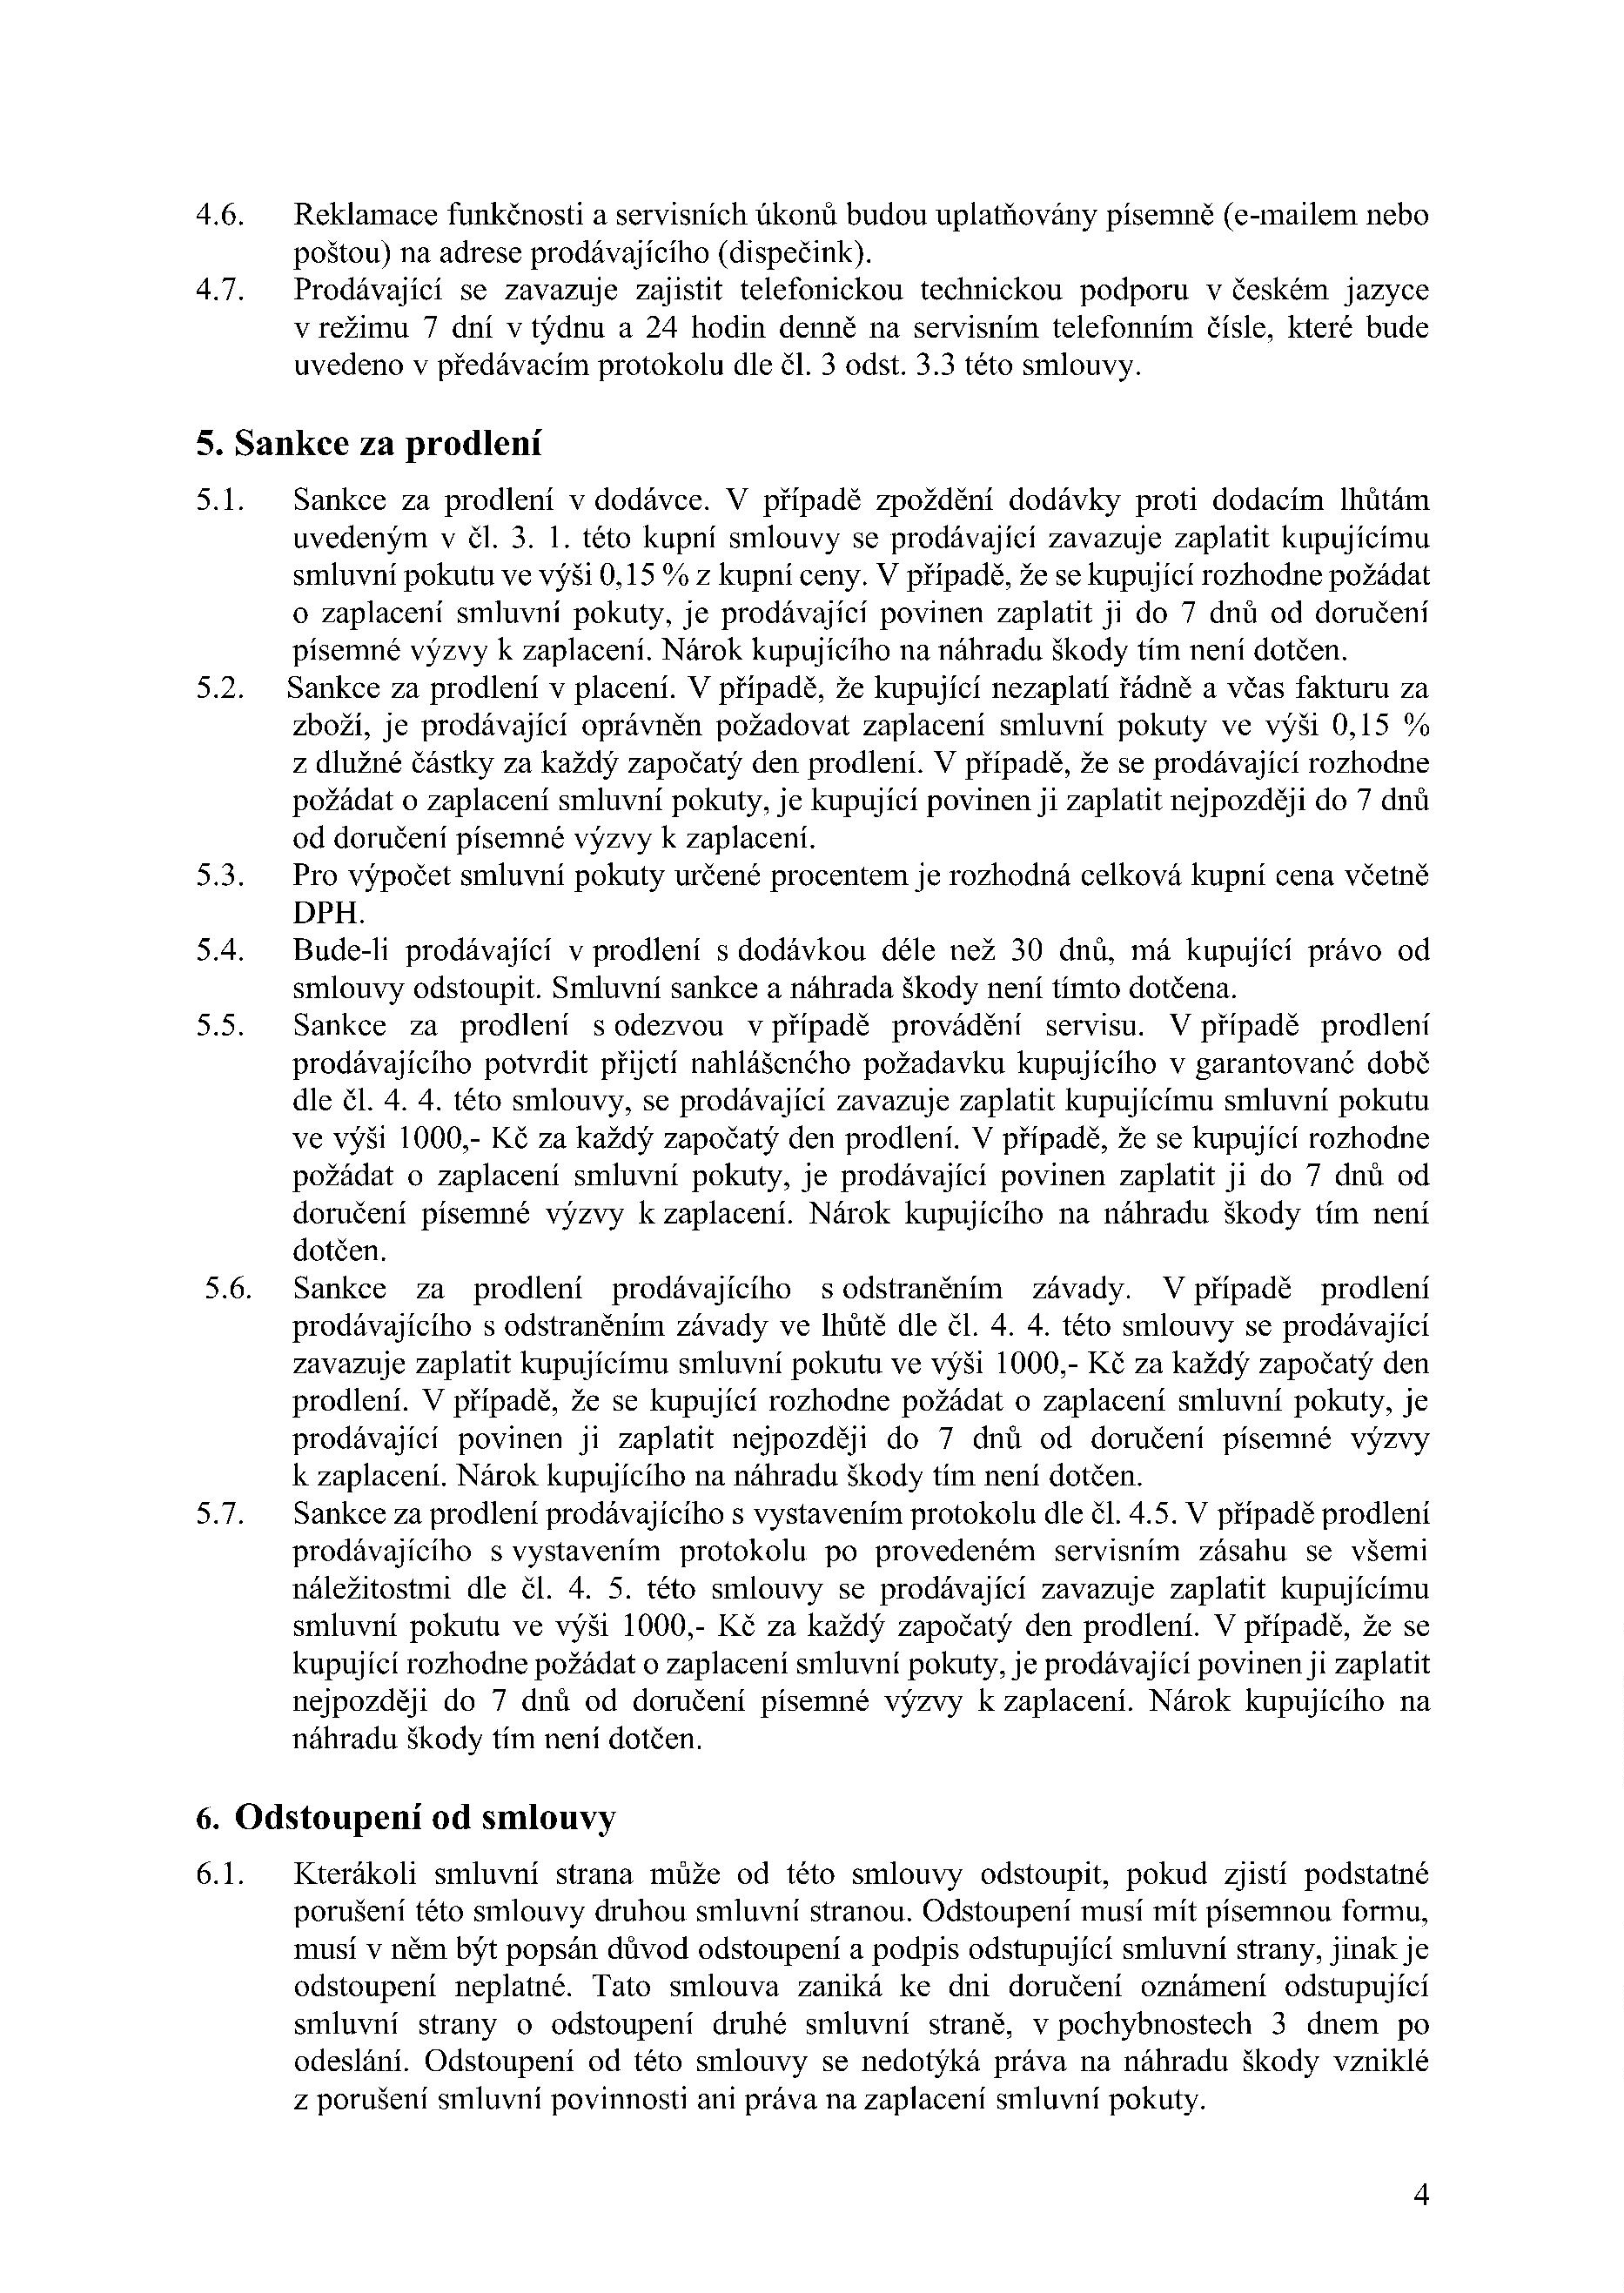 4.6. Reklamace funkčnosti a servisních úkonů budou uplatňovány písemně (e-mailem nebo
poštou) na adrese prodávajícího (dispečink).
4.7. Prodávající se zavazuje zajistit telefonickou technickou podporu v českém jazyce
v režimu 7 dní v týdnu a 24 hodin denně na servisním telefonním čísle, které bude
uvedeno v předávacím protokolu dle čl. 3 odst. 3.3 této smlouvy.
5. Sankce za prodlení
5.1. Sankce za prodlení v dodávce. V případě zpoždění dodávky proti dodacím lhůtám
uvedeným v čl. 3. 1. této kupní smlouvy se prodávající zavazuje zaplatit kupujícímu
smluvní pokutu ve výši 0,15 % z kupní ceny. V případě, že se kupující rozhodne požádat
o zaplacení smluvní pokuty, je prodávající povinen zaplatit ji do 7 dnů od doručení
písemné výzvy k zaplacení. Nárok kupujícího na náhradu škody tím není dotčen.
5.2. Sankce za prodlení v placení. V případě, že kupující nezaplatí řádně a včas fakturu za
zboží, je prodávající oprávněn požadovat zaplacení smluvní pokuty ve výši 0,15 %
z dlužné částky za každý započatý den prodlení. V případě, že se prodávající rozhodne
požádat o zaplacení smluvní pokuty, je kupující povinen ji zaplatit nejpozději do 7 dnů
od doručení písemné výzvy k zaplacení.
5.3. Pro výpočet smluvní pokuty určené procentem je rozhodná celková kupní cena včetně
DPH.
5.4. Bude-li prodávající v prodlení s dodávkou déle než 30 dnů, má kupující právo od
smlouvy odstoupit. Smluvní sankce a náhrada škody není tímto dotčena.
5.5. Sankce za prodlení s odezvou v případě provádění servisu. V případě prodlení
prodávajícího potvrdit přijetí nahlášeného požadavku kupujícího v garantované době
dle čl. 4. 4. této smlouvy, se prodávající zavazuje zaplatit kupujícímu smluvní pokutu
ve výši 1000,- Kč za každý započatý den prodlení. V případě, že se kupující rozhodne
požádat o zaplacení smluvní pokuty, je prodávající povinen zaplatit ji do 7 dnů od
doručení písemné výzvy k zaplacení. Nárok kupujícího na náhradu škody tím není
dotčen.
5.6. Sankce za prodlení prodávajícího s odstraněním závady. V případě prodlení
prodávajícího s odstraněním závady ve lhůtě dle čl. 4. 4. této smlouvy se prodávající
zavazuje zaplatit kupujícímu smluvní pokutu ve výši 1000,- Kč za každý započatý den
prodlení. V případě, že se kupující rozhodne požádat o zaplacení smluvní pokuty, je
prodávající povinen ji zaplatit nejpozději do 7 dnů od doručení písemné výzvy
k zaplacení. Nárok kupujícího na náhradu škody tím není dotčen.
5.7. Sankce za prodlení prodávajícího s vystavením protokolu dle čl. 4.5. V případě prodlení
prodávajícího s vystavením protokolu po provedeném servisním zásahu se všemi
náležitostmi dle čl. 4. 5. této smlouvy se prodávající zavazuje zaplatit kupujícímu
smluvní pokutu ve výši 1000,- Kč za každý započatý den prodlení. V případě, že se
kupující rozhodne požádat o zaplacení smluvní pokuty, je prodávající povinen ji zaplatit
nejpozději do 7 dnů od doručení písemné výzvy k zaplacení. Nárok kupujícího na
náhradu škody tím není dotčen.
6. Odstoupení od smlouvy
6.1. Kterákoli smluvní strana může od této smlouvy odstoupit, pokud zjistí podstatné
porušení této smlouvy druhou smluvní stranou. Odstoupení musí mít písemnou formu,
musí v něm být popsán důvod odstoupení a podpis odstupující smluvní strany, jinak je
odstoupení neplatné. Tato smlouva zaniká ke dni doručení oznámení odstupující
smluvní strany o odstoupení druhé smluvní straně, v pochybnostech 3 dnem po
odeslání. Odstoupení od této smlouvy se nedotýká práva na náhradu škody vzniklé
z porušení smluvní povinnosti ani práva na zaplacení smluvní pokuty.
4